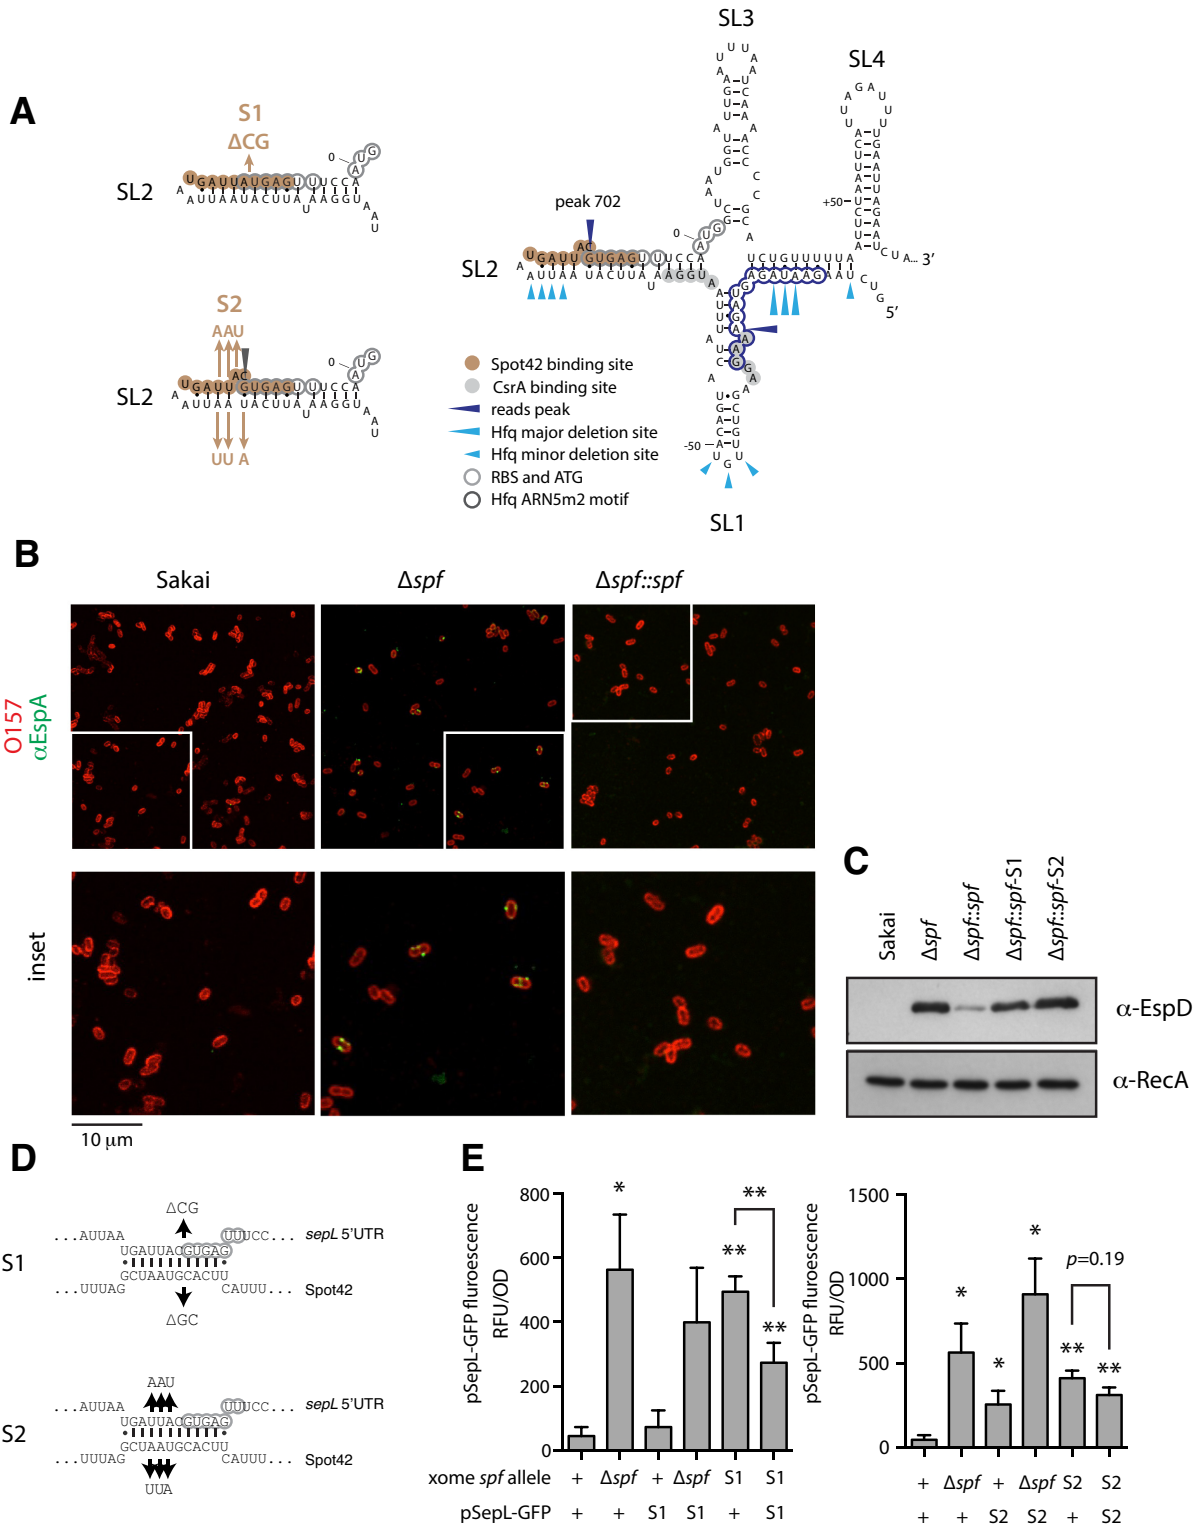 A
S1
ΔCG
SL2
0
S2
AAU
SL2
0
UU A
SL3
SL4
peak 702
+50
SL2
0
A... 3’
5’
-50
SL1
Spot42 binding site
CsrA binding site
reads peak
Hfq major deletion site
Hfq minor deletion site
RBS and ATG
Hfq ARN5m2 motif
B
Sakai
Δspf
Δspf::spf
O157
αEspA
inset
10 µm
C
Sakai
Δspf
Δspf::spf
Δspf::spf-S1
Δspf::spf-S2
α-EspD
α-RecA
D
S1
ΔCG
...AUUAA UUUCC... sepL 5’UTR
UGAUUACGUGAG
GCUAAUGCACUU
...UUUAG CAUUU... Spot42
ΔGC
S2
AAU
...AUUAA UUUCC... sepL 5’UTR
UGAUUACGUGAG
GCUAAUGCACUU
...UUUAG CAUUU... Spot42
UUA
E
pSepL-GFP fluroescence
RFU/OD
800
600
400
200
0
*
**
**
**
xome spf allele + Δspf + Δspf S1 S1
pSepL-GFP + + S1 S1 + S1
pSepL-GFP fluroescence
RFU/OD
1500
1000
500
0
*
*
*
p=0.19
**
**
+ Δspf + Δspf S2 S2
+ + S2 S2 + S2